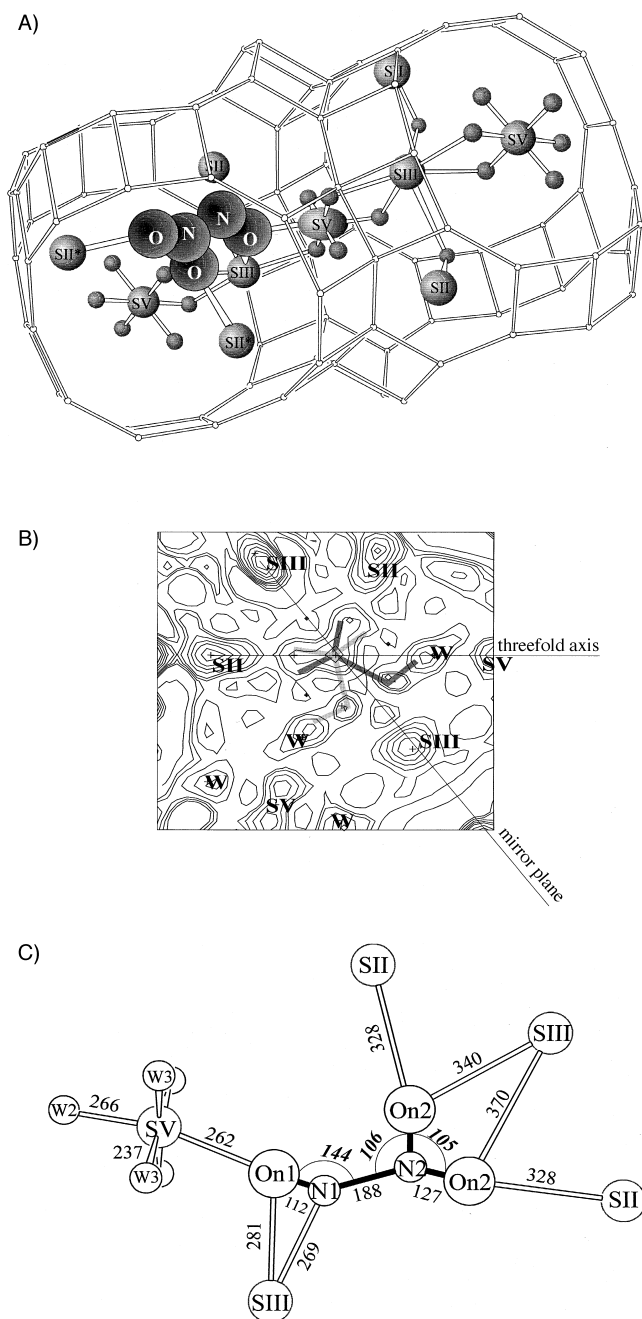 A)
SII
SV
SIII
SII
SV
N
N
O
O
SII*
O
SIII
SII
SV
SII*
B)
SIII
SII
threefold axis
SII
W
SV
W
SIII
W
SV
W
mirror plane
C)
SII
SIII
328
340
W3
370
266
W2
SV
On2
262
144
106
105
237
On1
N2
On2
328
W3
N1
188
127
SII
112
281
269
SIII